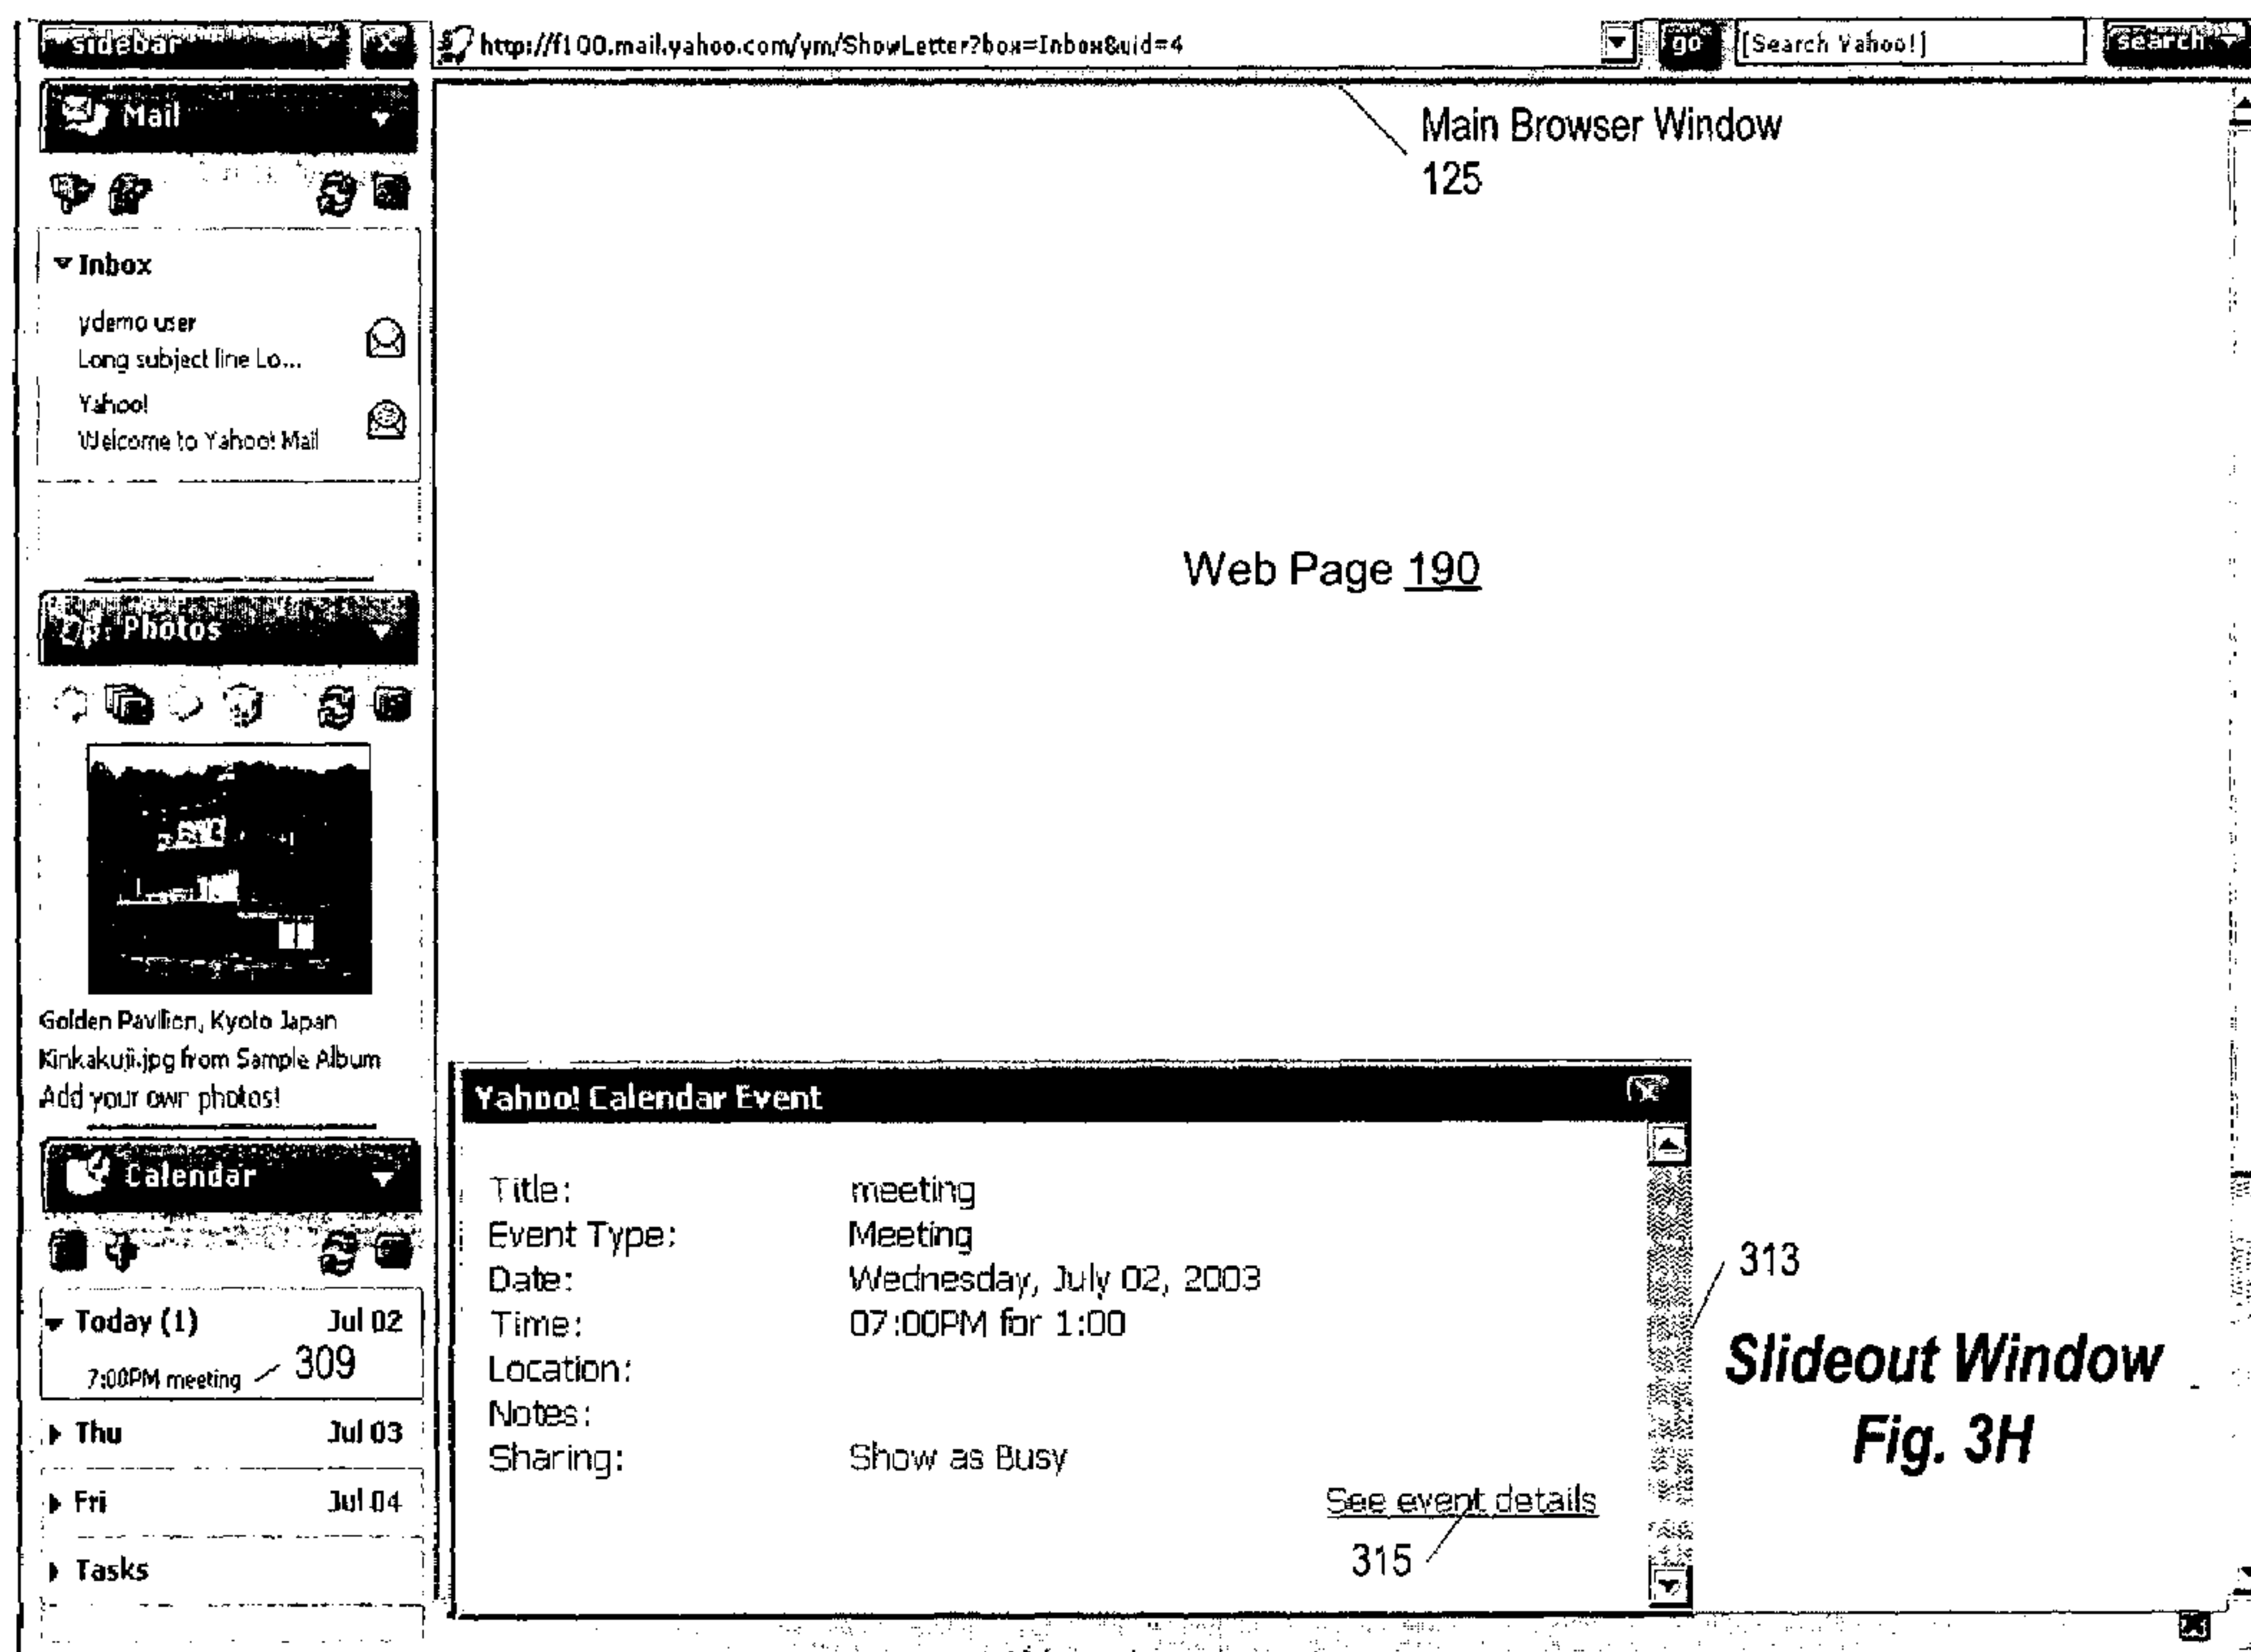 sidebar
http://f100.mail.yahoo.com/ym/ShowLetter?box=Inbox&uid=4
go
[Search Yahoo!]
search
Mail
Main Browser Window
125
Inbox
ydemo user
Long subject line Lo...
Yahoo!
Welcome to Yahoo! Mail
Web Page 190
Photos
Golden Pavilion, Kyoto Japan
Kinkakuji.jpg from Sample Album
Add your own photos!
Yahoo! Calendar Event
Calendar
Title: meeting
Event Type: Meeting
Date: Wednesday, July 02, 2003
Time: 07:00PM for 1:00
Location:
Notes:
Sharing: Show as Busy
See event details
315
313
Today (1) Jul 02
7:00PM meeting 309
Thu Jul 03
Fri Jul 04
Tasks
Slideout Window
Fig. 3H